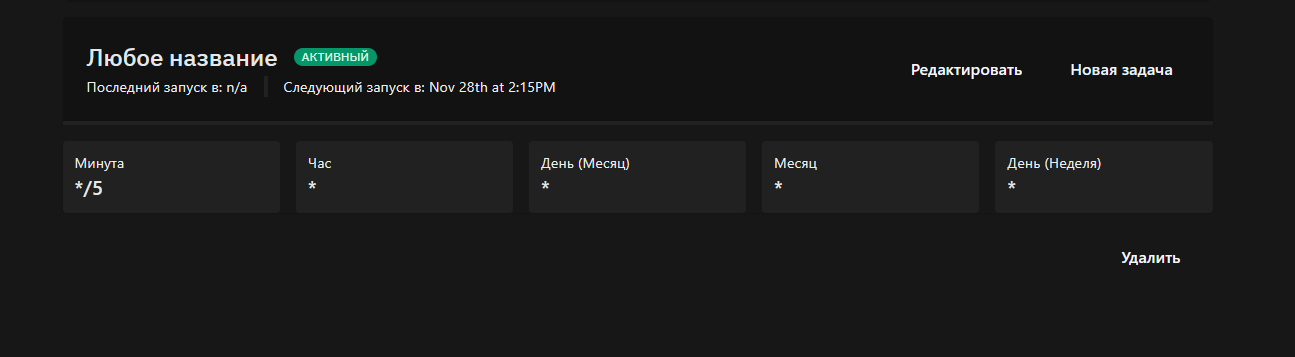 Любое название АКТИВНЫЙ
Последний запуск в: n/a Следующий запуск в: Nov 28th at 2:15PM
Редактировать Новая задача
Минута Час День (Месяц) Месяц День (Неделя)
*/5 * * * *
Удалить